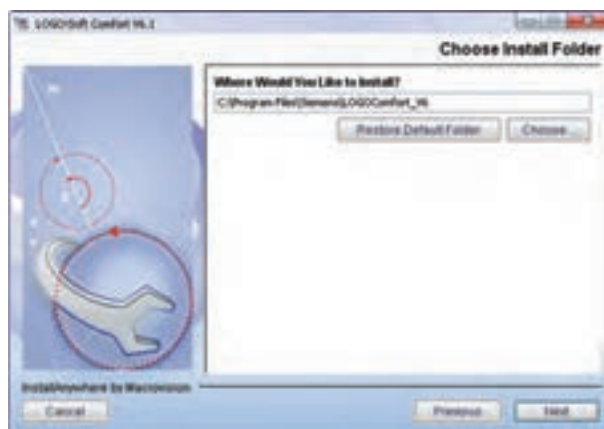 LOGO!Soft Comfort V6.1
Choose Install Folder
Where Would You Like to Install?
C:\Program Files\Siemens\LOGOComfort_V6
Restore Default Folder
Choose...
InstallAnywhere by Macrovision
Cancel
Previous
Next